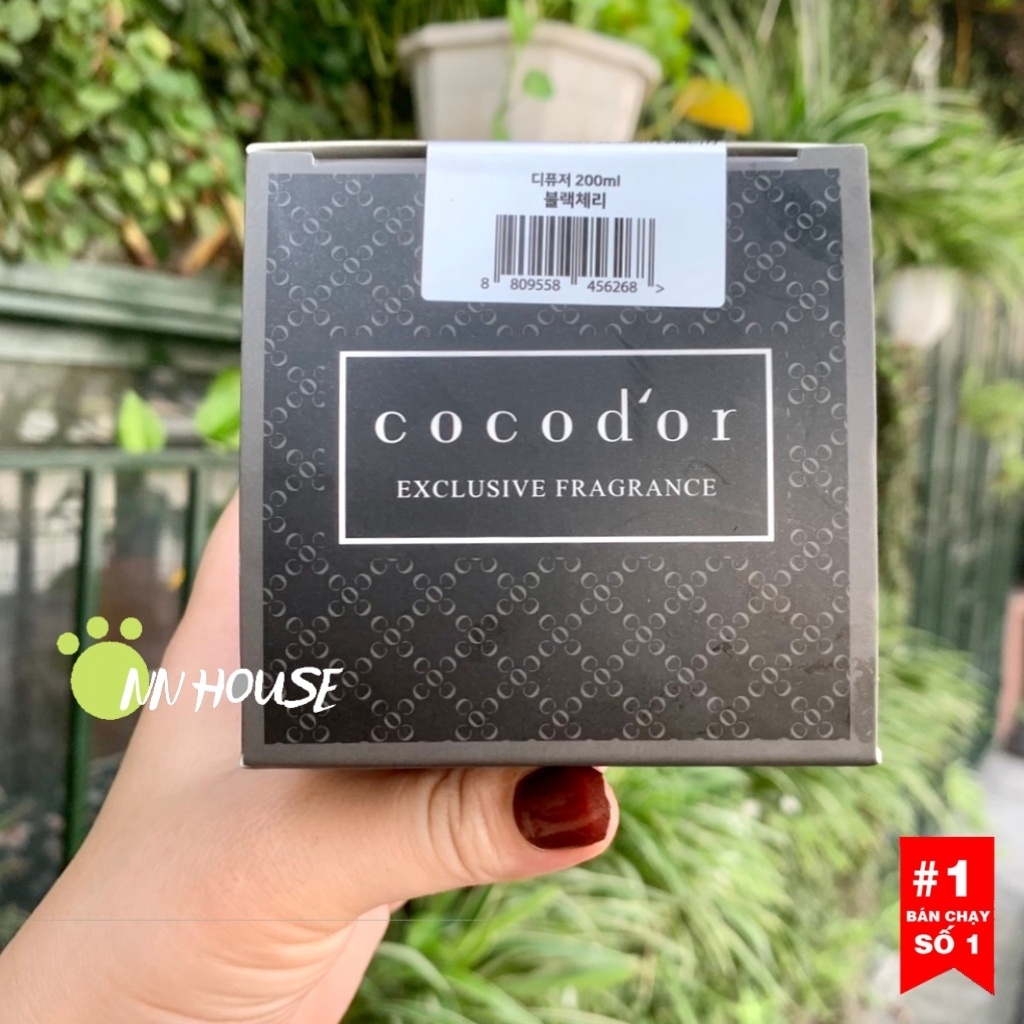 디퓨저 200ml
블랙체리
8 809558 456268 >
cocod'or
EXCLUSIVE FRAGRANCE
NN HOUSE
#1
BÁN CHẠY
SỐ 1